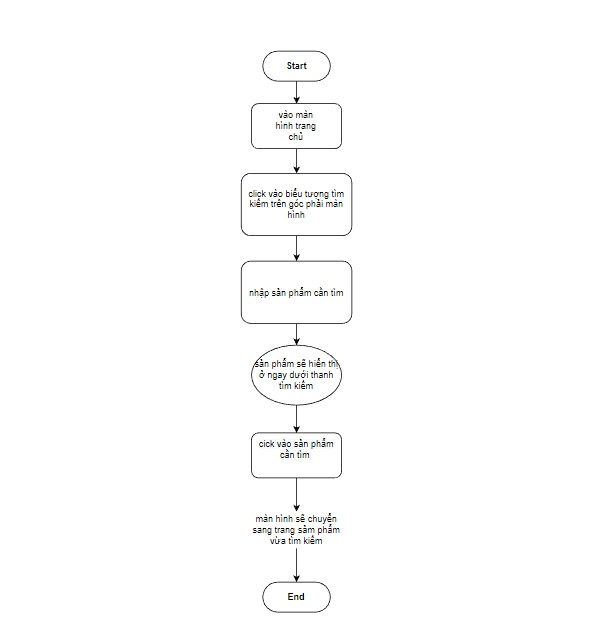 Start
vào màn
hình trang
chủ
click vào biểu tượng tìm
kiếm trên góc phải màn
hình
nhập sản phẩm cần tìm
sản phẩm sẽ hiển thị
ở ngay dưới thanh
tìm kiếm
cick vào sản phẩm
cần tìm
màn hình sẽ chuyển
sang trang sảm phẩm
vừa tìm kiếm
End